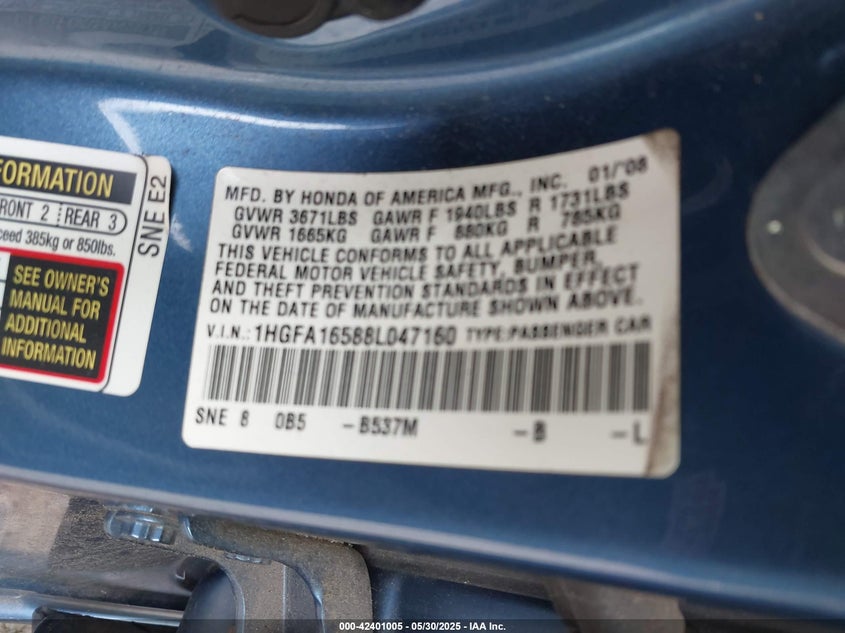 FORMATION
FRONT 2 REAR 3
ceed 385kg or 850lbs.
SEE OWNER'S
MANUAL FOR
ADDITIONAL
INFORMATION
SNE E2
MFD. BY HONDA OF AMERICA MFG., INC. 01/'08
GVWR 3671LBS GAWR F 1940LBS R 1731LBS
GVWR 1665KG GAWR F 880KG R 785KG
THIS VEHICLE CONFORMS TO ALL APPLICABLE
FEDERAL MOTOR VEHICLE SAFETY, BUMPER,
AND THEFT PREVENTION STANDARDS IN EFFECT
ON THE DATE OF MANUFACTURE SHOWN ABOVE.
V.I.N.: 1HGFA16588L047160 TYPE:PASSENGER CAR
SNE 8 0B5 -B537M -B -L
000-42401005 | 05/30/2025 | IAA Inc.